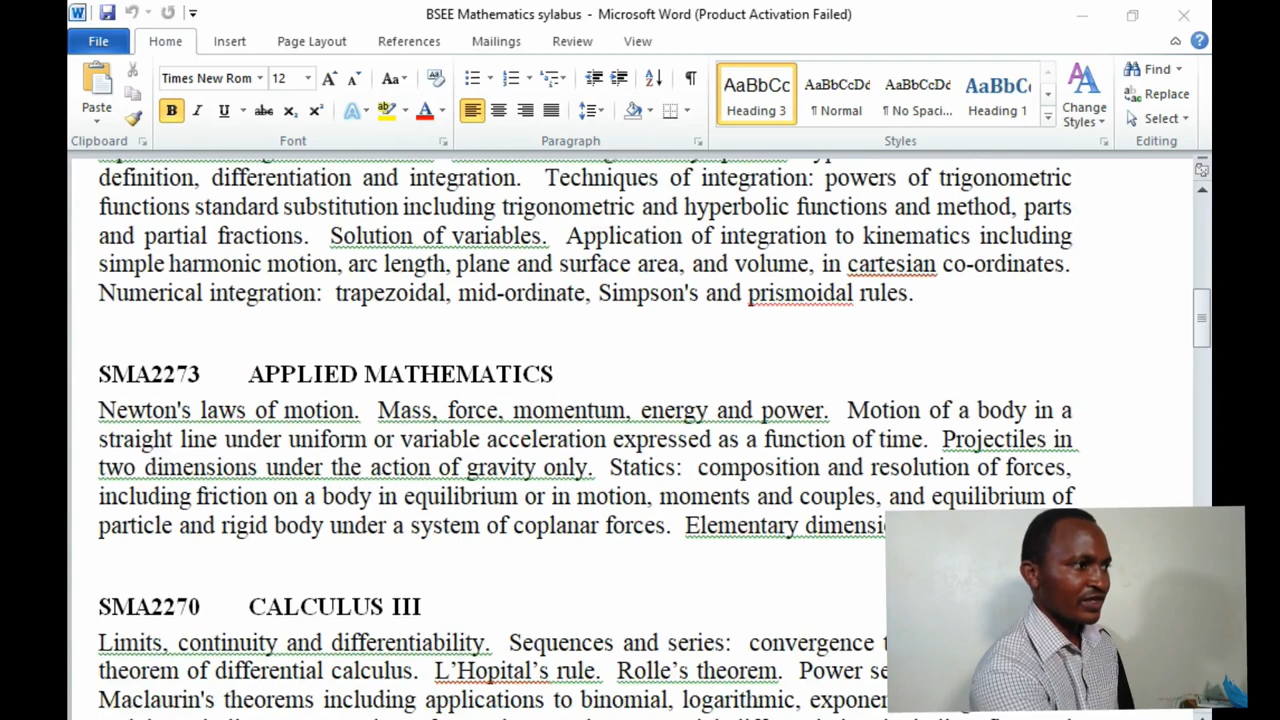 BSEE Mathematics sylabus - Microsoft Word (Product Activation Failed)
File Home Insert Page Layout References Mailings Review View
Times New Rom 12 Aa
B I U abc x₂ x² A ab A
AaBbCc AaBbCcDd AaBbCcDd AaBbC
Heading 3 ¶ Normal ¶ No Spaci... Heading 1
Paste
Change Styles
Find
Replace
Select
Clipboard Font Paragraph Styles Editing
definition, differentiation and integration. Techniques of integration: powers of trigonometric
functions standard substitution including trigonometric and hyperbolic functions and method, parts
and partial fractions. Solution of variables. Application of integration to kinematics including
simple harmonic motion, arc length, plane and surface area, and volume, in cartesian co-ordinates.
Numerical integration: trapezoidal, mid-ordinate, Simpson's and prismoidal rules.
SMA2273 APPLIED MATHEMATICS
Newton's laws of motion. Mass, force, momentum, energy and power. Motion of a body in a
straight line under uniform or variable acceleration expressed as a function of time. Projectiles in
two dimensions under the action of gravity only. Statics: composition and resolution of forces,
including friction on a body in equilibrium or in motion, moments and couples, and equilibrium of
particle and rigid body under a system of coplanar forces. Elementary dimensi
SMA2270 CALCULUS III
Limits, continuity and differentiability. Sequences and series: convergence
theorem of differential calculus. L’Hopital’s rule. Rolle’s theorem. Power se
Maclaurin's theorems including applications to binomial, logarithmic, expone